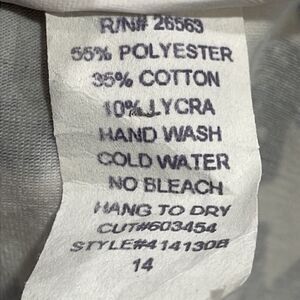 R/N# 26563
55% POLYESTER
35% COTTON
10% LYCRA
HAND WASH
COLD WATER
NO BLEACH
HANG TO DRY
CUT#603454
STYLE#414130B
14